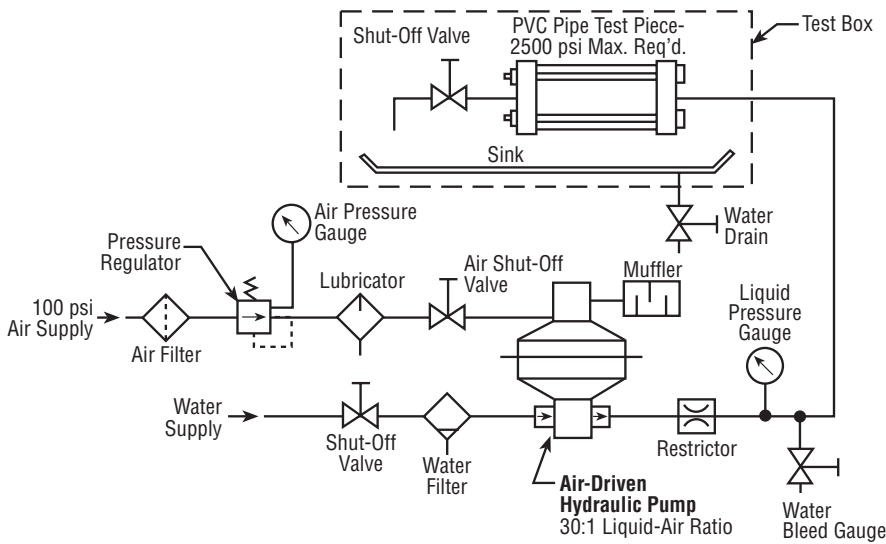 PVC Pipe Test Piece-
2500 psi Max. Req'd.
Shut-Off Valve
Test Box
Sink
Water
Drain
Air Pressure
Gauge
Pressure
Regulator
Lubricator
Air Shut-Off
Valve
Muffler
Liquid
Pressure
Gauge
100 psi
Air Supply
Air Filter
Water
Supply
Shut-Off
Valve
Water
Filter
Restrictor
Air-Driven
Hydraulic Pump
30:1 Liquid-Air Ratio
Water
Bleed Gauge